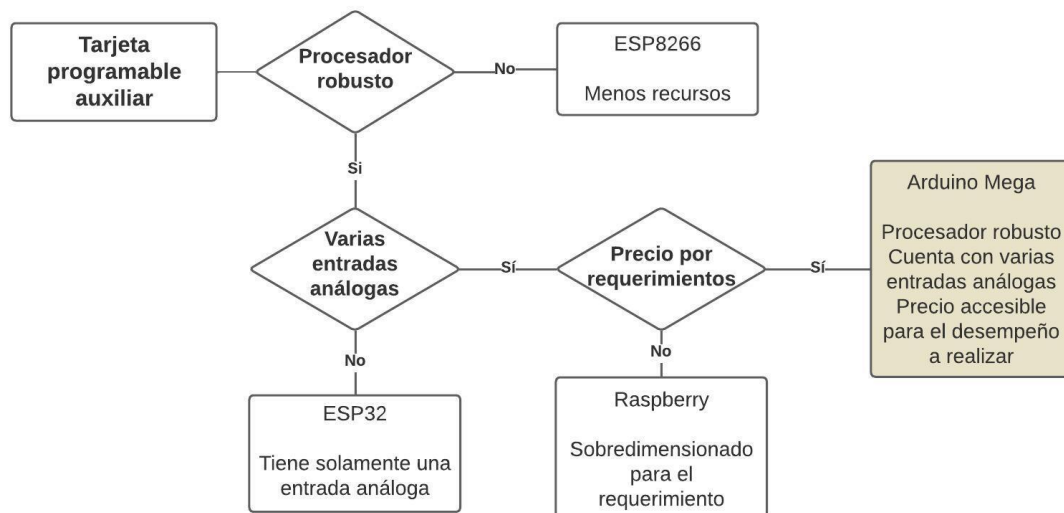 Tarjeta
programable
auxiliar
Procesador
robusto
No
ESP8266
Menos recursos
Si
Varias
entradas
análogas
Sí
Precio por
requerimientos
Sí
Arduino Mega
Procesador robusto
Cuenta con varias
entradas análogas
Precio accesible
para el desempeño
a realizar
No
ESP32
Tiene solamente una
entrada análoga
No
Raspberry
Sobredimensionado
para el
requerimiento